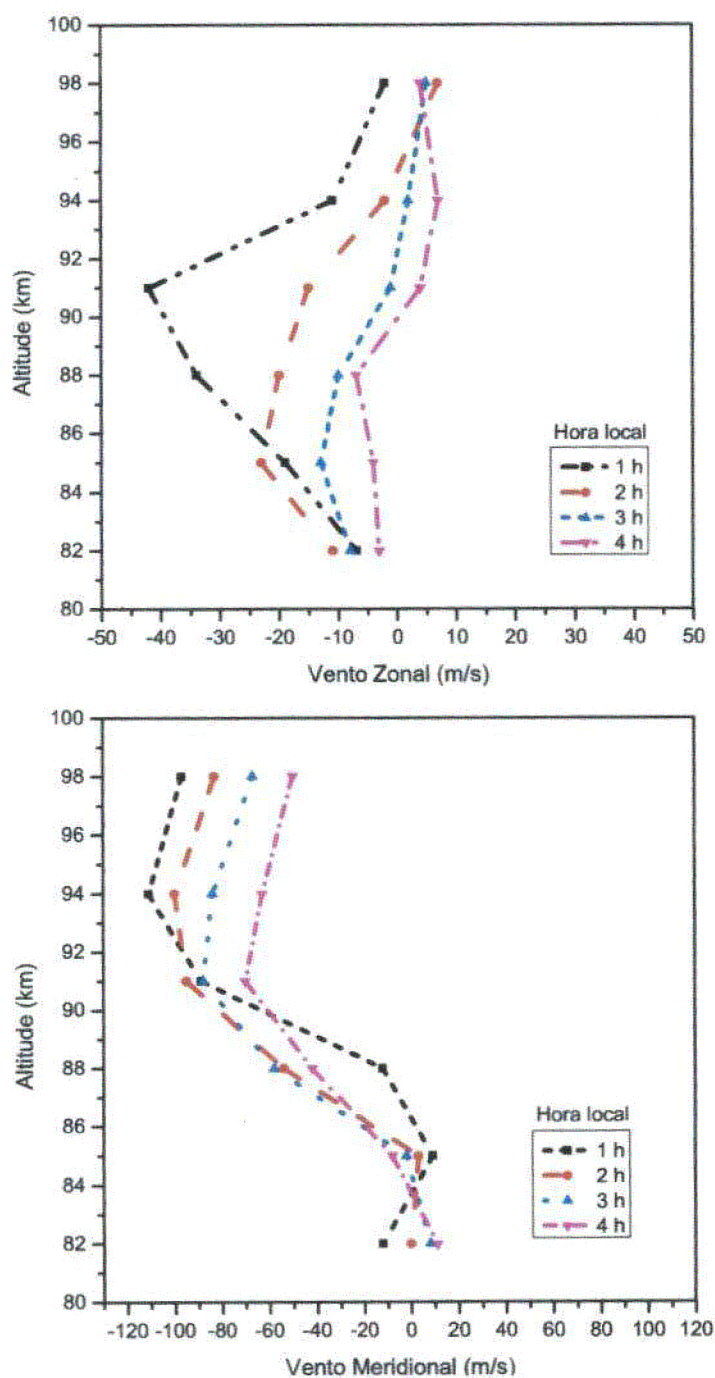 100
98
96
94
92
90
88
86
84
82
80
Altitude (km)
Hora local
1 h
2 h
3 h
4 h
-50 -40 -30 -20 -10 0 10 20 30 40 50
Vento Zonal (m/s)
100
98
96
94
92
90
88
86
84
82
80
Altitude (km)
Hora local
1 h
2 h
3 h
4 h
-120 -100 -80 -60 -40 -20 0 20 40 60 80 100 120
Vento Meridional (m/s)